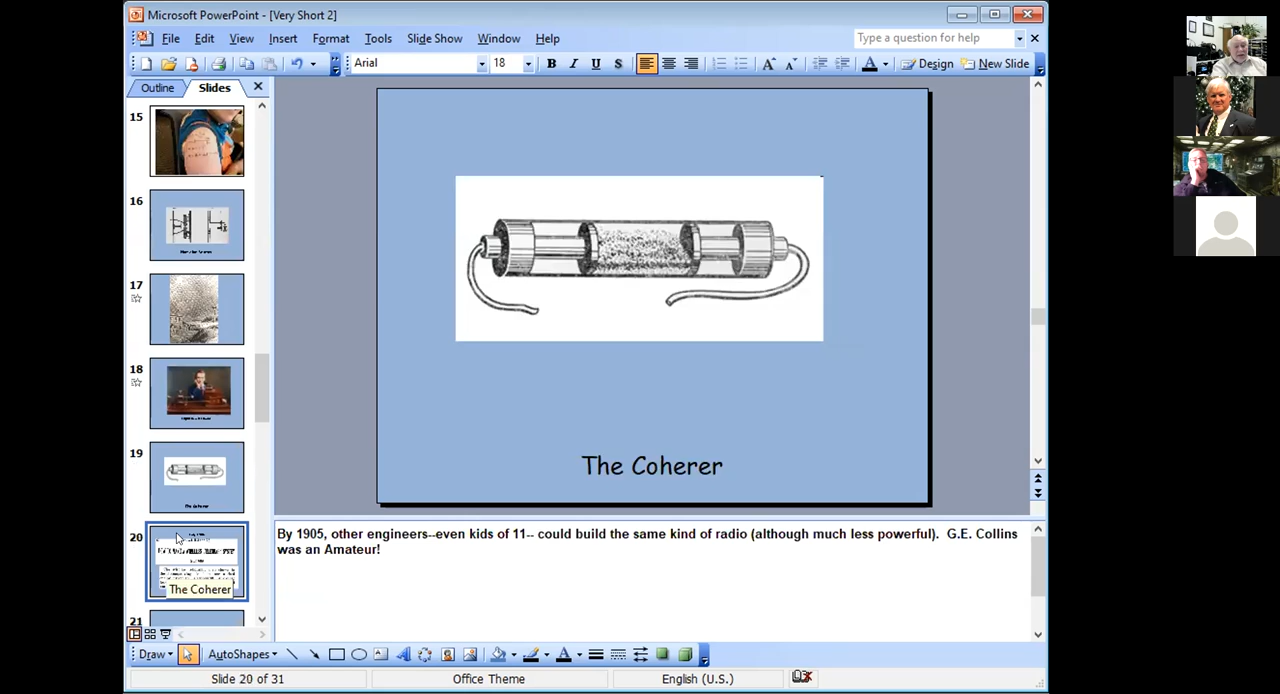 Microsoft PowerPoint - [Very Short 2]
File Edit View Insert Format Tools Slide Show Window Help
Type a question for help
Arial 18 B I U S A A A Design New Slide
Outline Slides
15
16
17
18
19
The Coherer
20
The Coherer
21
The Coherer
By 1905, other engineers--even kids of 11-- could build the same kind of radio (although much less powerful). G.E. Collins
was an Amateur!
Draw AutoShapes A
Slide 20 of 31 Office Theme English (U.S.)